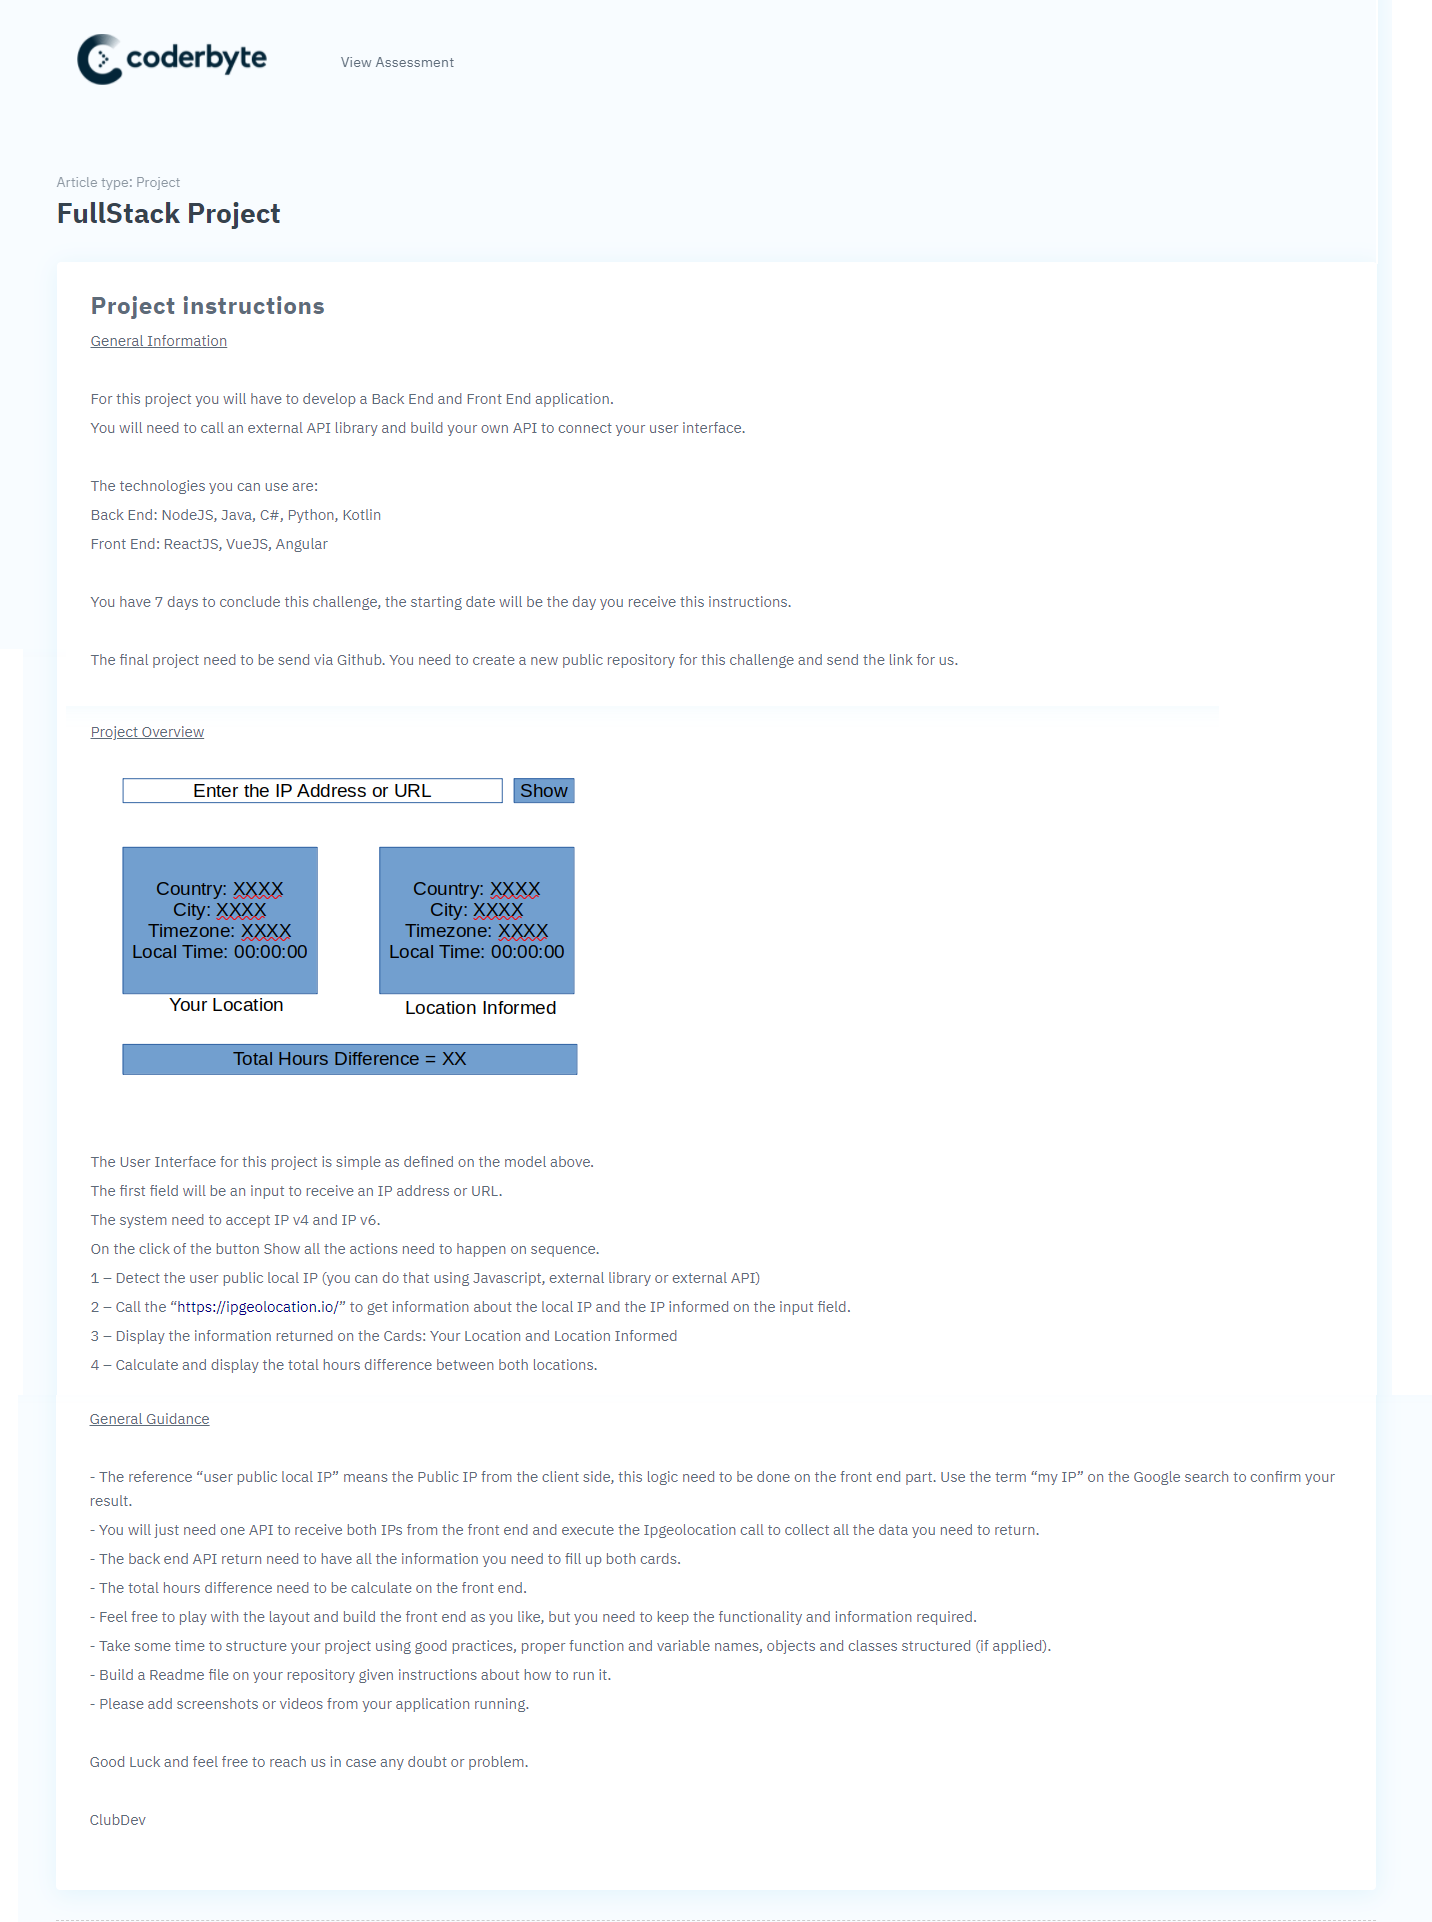 coderbyte
View Assessment
Article type: Project
FullStack Project
Project instructions
General Information
For this project you will have to develop a Back End and Front End application.
You will need to call an external API library and build your own API to connect your user interface.
The technologies you can use are:
Back End: NodeJS, Java, C#, Python, Kotlin
Front End: ReactJS, VueJS, Angular
You have 7 days to conclude this challenge, the starting date will be the day you receive this instructions.
The final project need to be send via Github. You need to create a new public repository for this challenge and send the link for us.
Project Overview
Enter the IP Address or URL
Show
Country: XXXX
City: XXXX
Timezone: XXXX
Local Time: 00:00:00
Your Location
Country: XXXX
City: XXXX
Timezone: XXXX
Local Time: 00:00:00
Location Informed
Total Hours Difference = XX
The User Interface for this project is simple as defined on the model above.
The first field will be an input to receive an IP address or URL.
The system need to accept IP v4 and IP v6.
On the click of the button Show all the actions need to happen on sequence.
1 – Detect the user public local IP (you can do that using Javascript, external library or external API)
2 – Call the “https://ipgeolocation.io/” to get information about the local IP and the IP informed on the input field.
3 – Display the information returned on the Cards: Your Location and Location Informed
4 – Calculate and display the total hours difference between both locations.
General Guidance
- The reference “user public local IP” means the Public IP from the client side, this logic need to be done on the front end part. Use the term “my IP” on the Google search to confirm your
result.
- You will just need one API to receive both IPs from the front end and execute the Ipgeolocation call to collect all the data you need to return.
- The back end API return need to have all the information you need to fill up both cards.
- The total hours difference need to be calculate on the front end.
- Feel free to play with the layout and build the front end as you like, but you need to keep the functionality and information required.
- Take some time to structure your project using good practices, proper function and variable names, objects and classes structured (if applied).
- Build a Readme file on your repository given instructions about how to run it.
- Please add screenshots or videos from your application running.
Good Luck and feel free to reach us in case any doubt or problem.
ClubDev